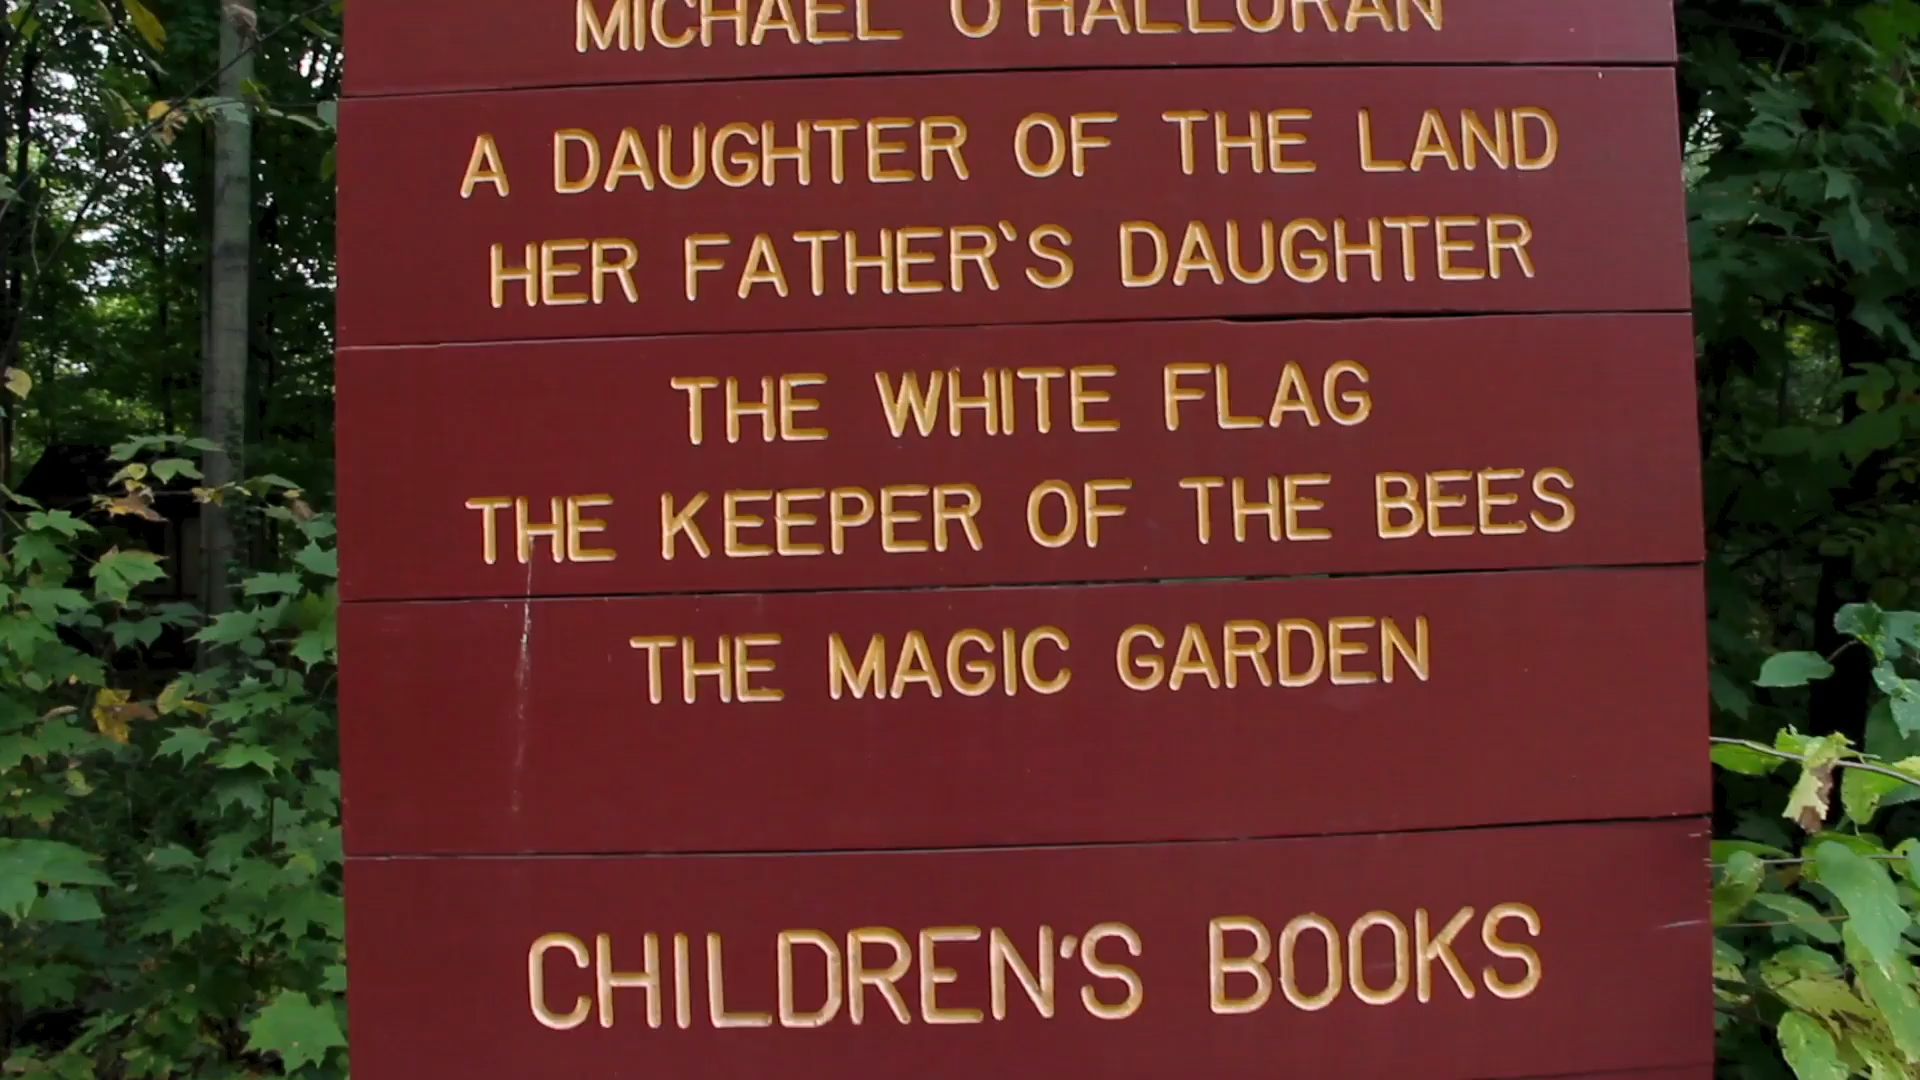 MICHAEL O'HALLORAN
A DAUGHTER OF THE LAND
HER FATHER`S DAUGHTER
THE WHITE FLAG
THE KEEPER OF THE BEES
THE MAGIC GARDEN
CHILDREN'S BOOKS